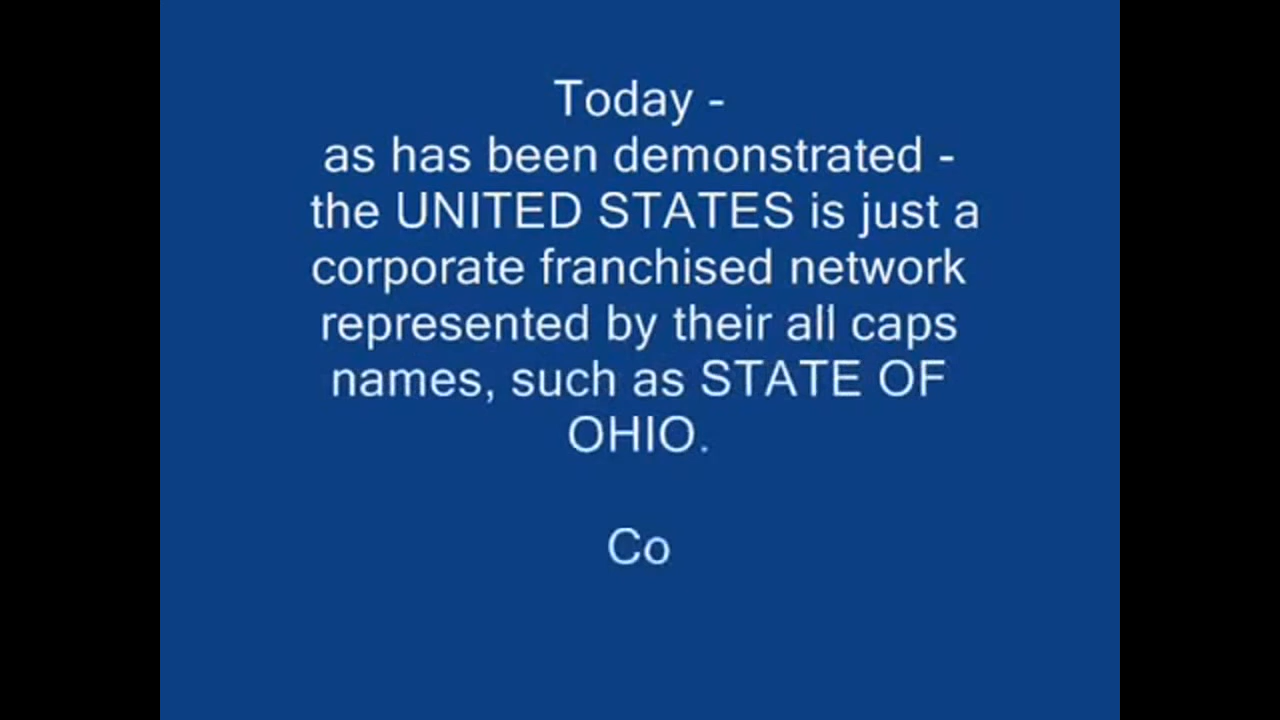 Today -
as has been demonstrated -
the UNITED STATES is just a
corporate franchised network
represented by their all caps
names, such as STATE OF
OHIO.
Co